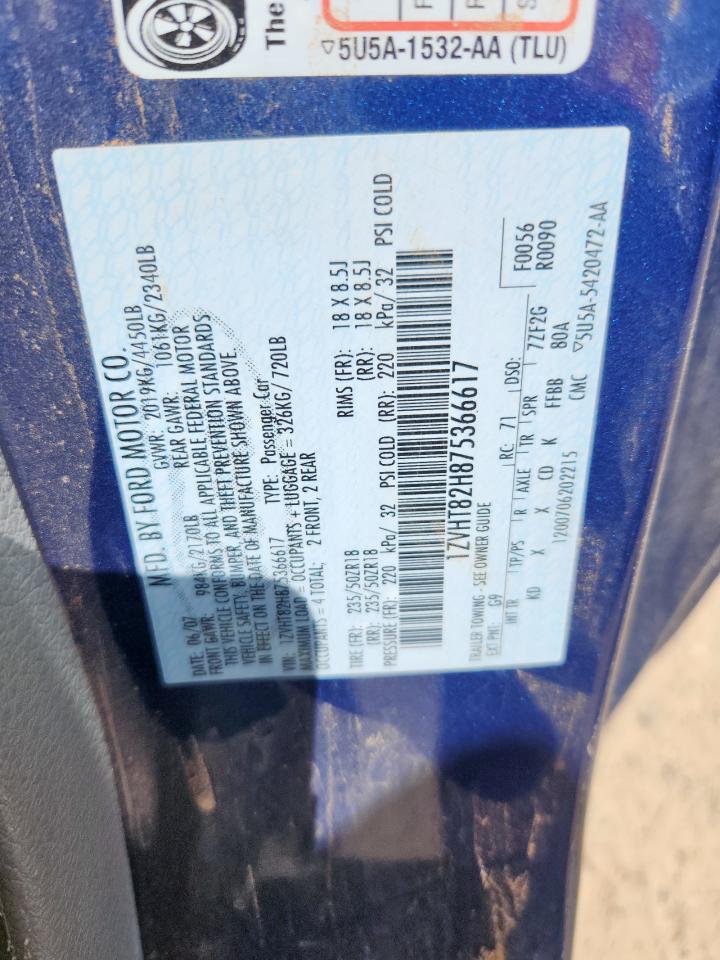 The
5U5A-1532-AA (TLU)
MFD. BY FORD MOTOR CO.
DATE: 06/07 GVWR: 2019KG/4450LB
FRONT GAWR: 984KG/2170LB REAR GAWR: 1061KG/2340LB
THIS VEHICLE CONFORMS TO ALL APPLICABLE FEDERAL MOTOR
VEHICLE SAFETY, BUMPER, AND THEFT PREVENTION STANDARDS
IN EFFECT ON THE DATE OF MANUFACTURE SHOWN ABOVE.
VIN: 1ZVHT82H875366617 TYPE: Passenger Car
MAXIMUM LOAD = OCCUPANTS + LUGGAGE = 326KG/720LB
OCCUPANTS = 4 TOTAL; 2 FRONT, 2 REAR
TIRE (FR): 235/50ZR18 RIMS (FR): 18 X 8.5J
(RR): 235/50ZR18 (RR): 18 X 8.5J
PRESSURE (FR): 220 kPa/ 32 PSI COLD (RR): 220 kPa/ 32 PSI COLD
1ZVHT82H875366617
TRAILER TOWING - SEE OWNER GUIDE
EXT PNT: G9 RC: 71 DSO: F0056
INT TR TP/PS R AXLE TR SPR 7ZF2G R0090
KD X X CD K FFBB 80A
1200706202215 CMC 5U5A-5420472-AA